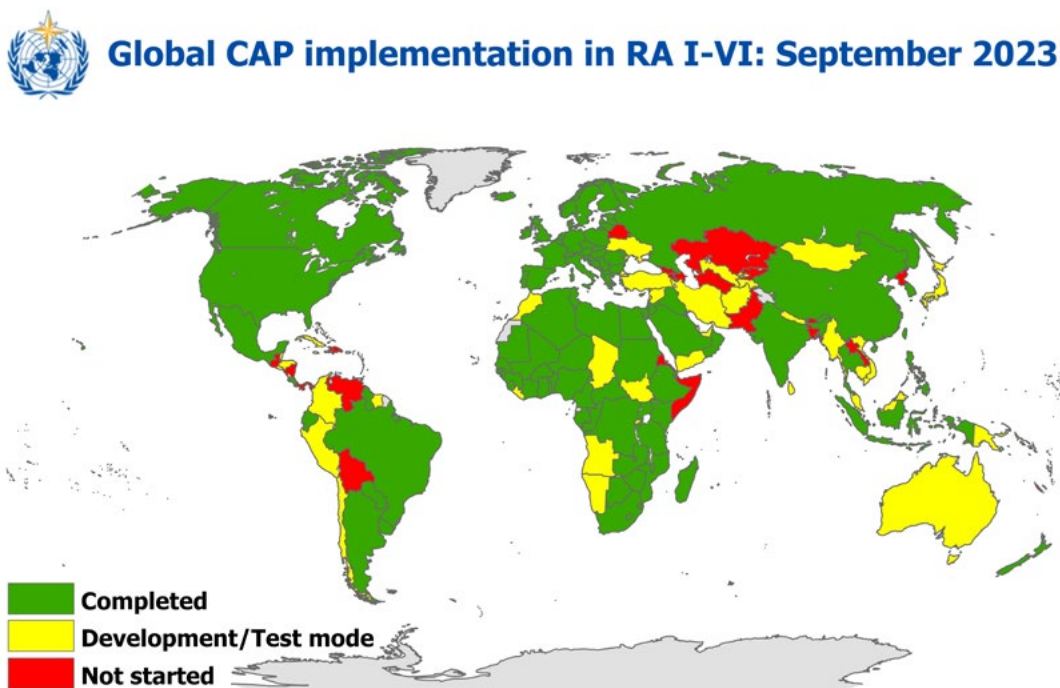 Global CAP implementation in RA I-VI: September 2023
Completed
Development/Test mode
Not started